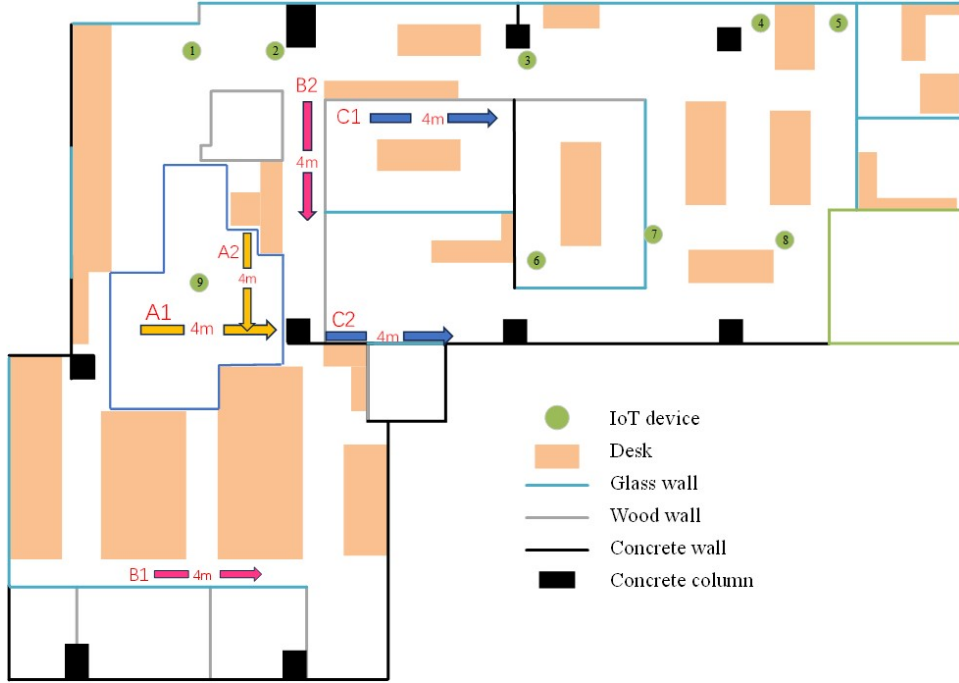 1
2
3
4
5
B2
C1
4m
4m
A2
4m
6
7
8
9
A1
4m
C2
4m
B1
4m
IoT device
Desk
Glass wall
Wood wall
Concrete wall
Concrete column